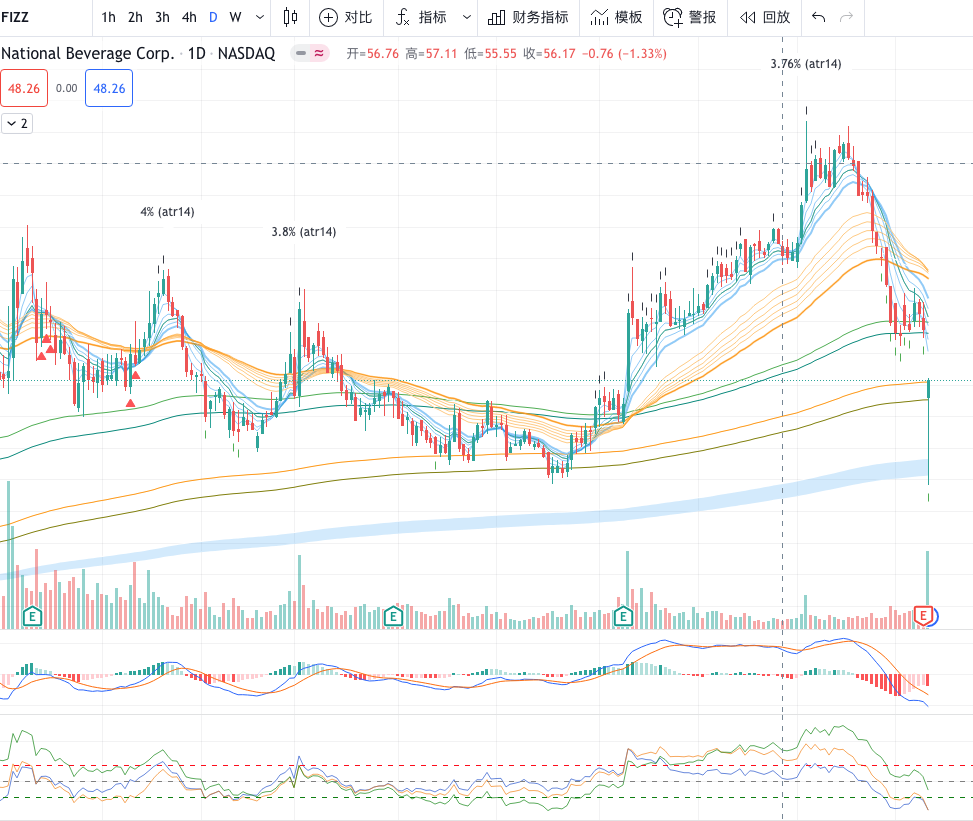 FIZZ 1h 2h 3h 4h D W 对比 指标 财务指标 模板 警报 回放
National Beverage Corp. · 1D · NASDAQ 开=56.76 高=57.11 低=55.55 收=56.17 −0.76 (−1.33%)
3.76% (atr14)
48.26 0.00 48.26
2
4% (atr14)
3.8% (atr14)
E E E E